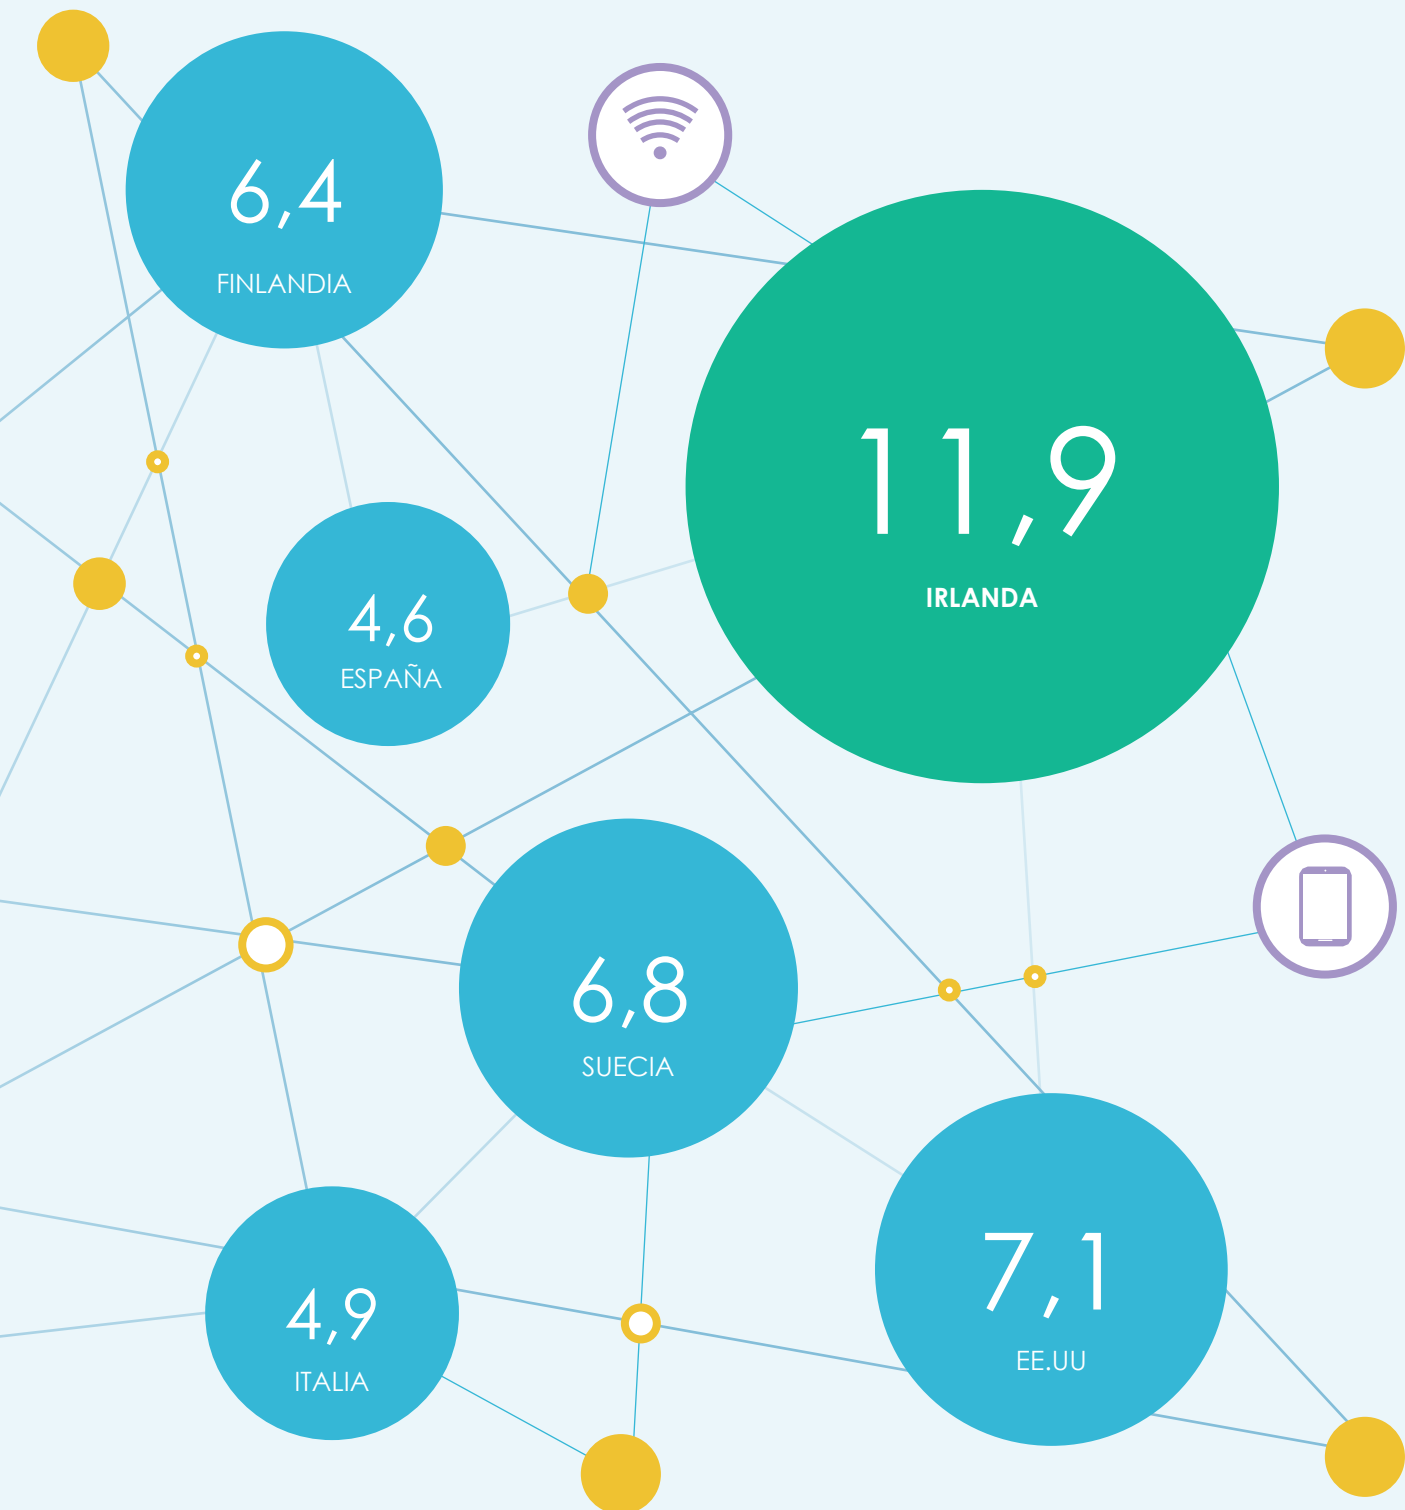 6,4
FINLANDIA
11,9
IRLANDA
4,6
ESPAÑA
6,8
SUECIA
7,1
EE.UU
4,9
ITALIA